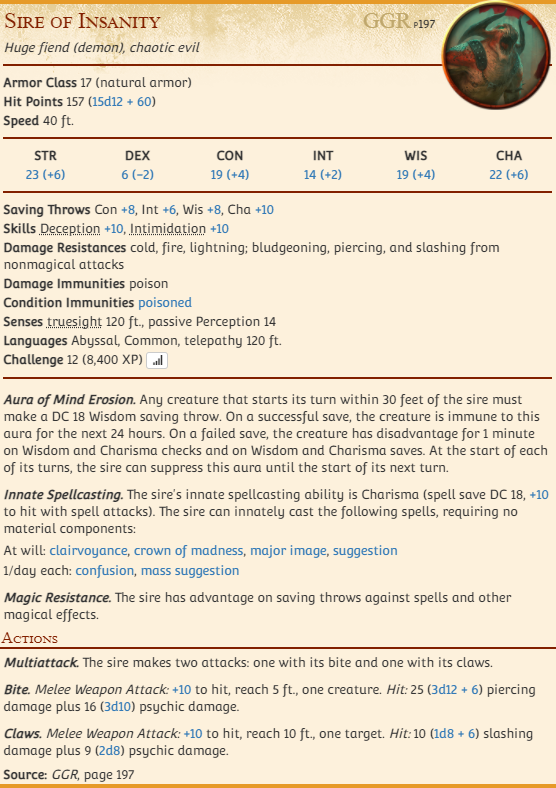 Sire of Insanity GGR p197
Huge fiend (demon), chaotic evil
Armor Class 17 (natural armor)
Hit Points 157 (15d12 + 60)
Speed 40 ft.
STR DEX CON INT WIS CHA
23 (+6) 6 (−2) 19 (+4) 14 (+2) 19 (+4) 22 (+6)
Saving Throws Con +8, Int +6, Wis +8, Cha +10
Skills Deception +10, Intimidation +10
Damage Resistances cold, fire, lightning; bludgeoning, piercing, and slashing from
nonmagical attacks
Damage Immunities poison
Condition Immunities poisoned
Senses truesight 120 ft., passive Perception 14
Languages Abyssal, Common, telepathy 120 ft.
Challenge 12 (8,400 XP)
Aura of Mind Erosion. Any creature that starts its turn within 30 feet of the sire must
make a DC 18 Wisdom saving throw. On a successful save, the creature is immune to this
aura for the next 24 hours. On a failed save, the creature has disadvantage for 1 minute
on Wisdom and Charisma checks and on Wisdom and Charisma saves. At the start of each
of its turns, the sire can suppress this aura until the start of its next turn.
Innate Spellcasting. The sire's innate spellcasting ability is Charisma (spell save DC 18, +10
to hit with spell attacks). The sire can innately cast the following spells, requiring no
material components:
At will: clairvoyance, crown of madness, major image, suggestion
1/day each: confusion, mass suggestion
Magic Resistance. The sire has advantage on saving throws against spells and other
magical effects.
Actions
Multiattack. The sire makes two attacks: one with its bite and one with its claws.
Bite. Melee Weapon Attack: +10 to hit, reach 5 ft., one creature. Hit: 25 (3d12 + 6) piercing
damage plus 16 (3d10) psychic damage.
Claws. Melee Weapon Attack: +10 to hit, reach 10 ft., one target. Hit: 10 (1d8 + 6) slashing
damage plus 9 (2d8) psychic damage.
Source: GGR, page 197